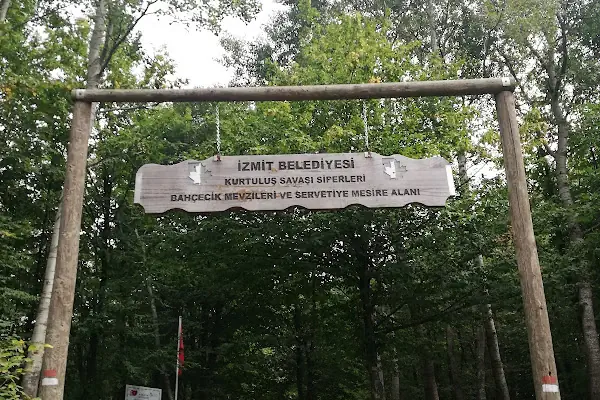 İZMİT BELEDİYESİ
KURTULUŞ SAVAŞI SİPERLERİ
BAHÇECİK MEVZİLERİ VE SERVETİYE MESİRE ALANI